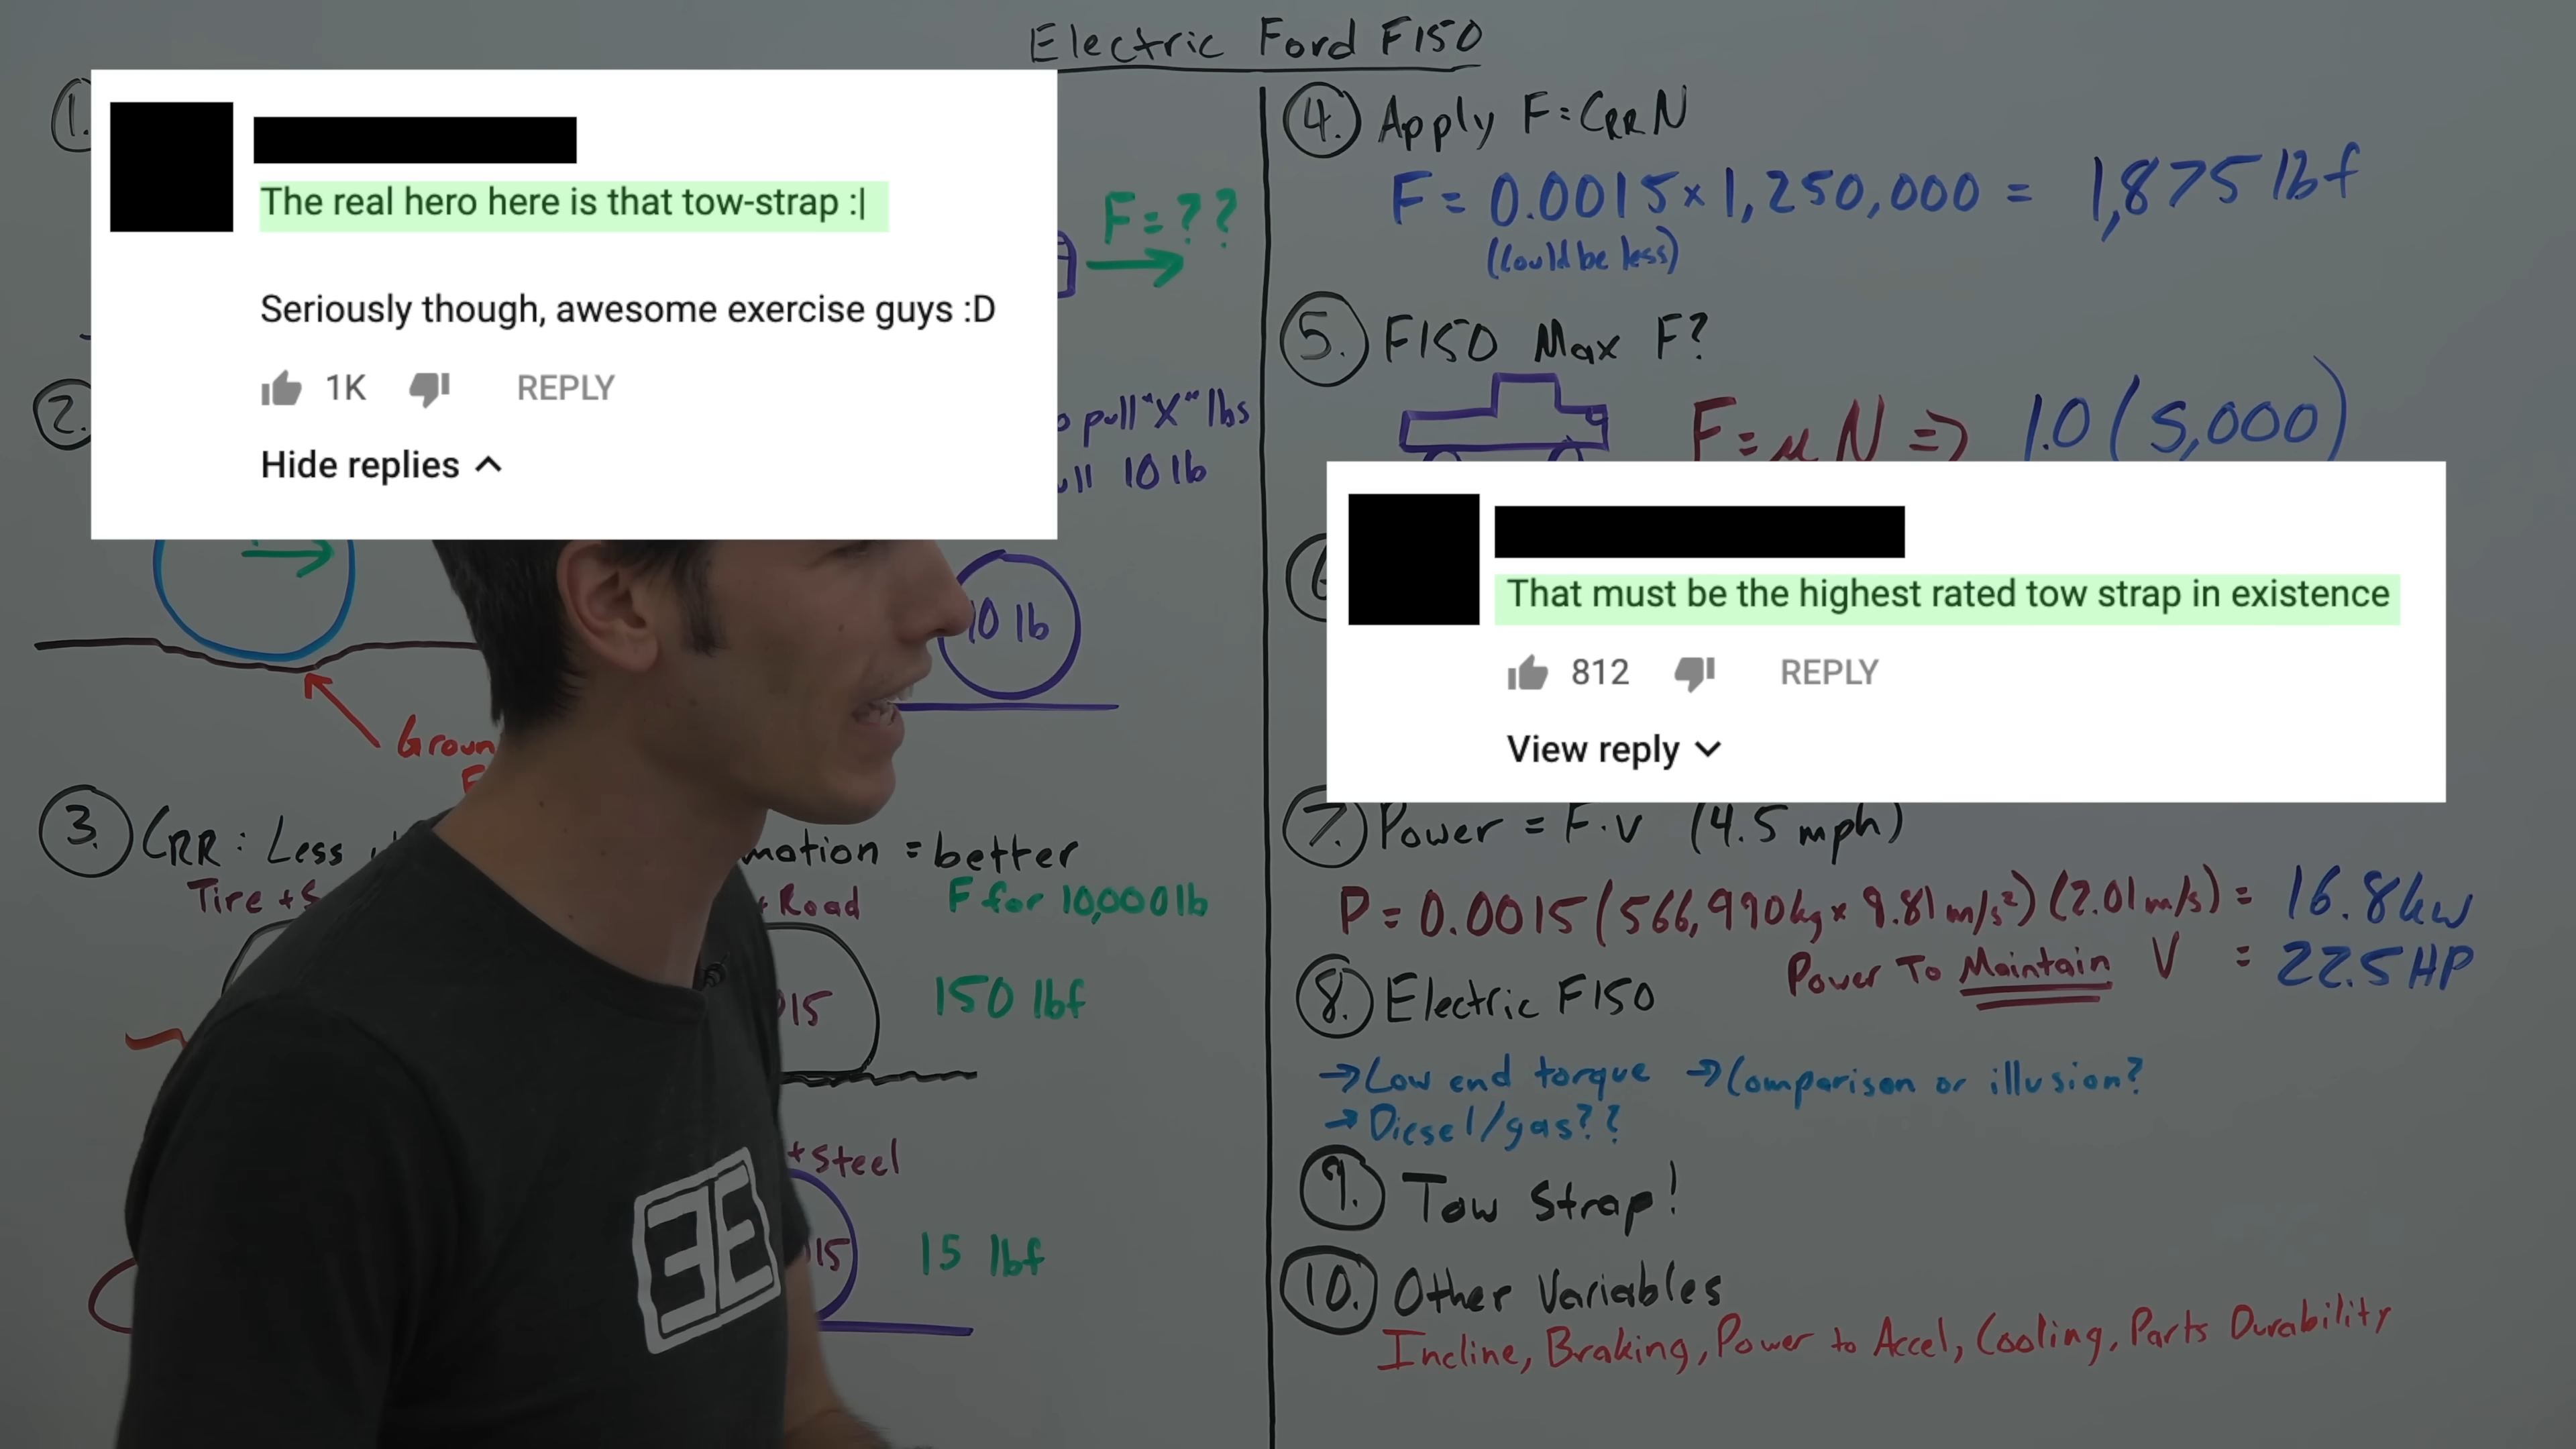 Electric Ford F150
1.
The real hero here is that tow-strap :|
Seriously though, awesome exercise guys :D
1K REPLY
Hide replies
F = ??
2.
pull "X" lbs
10 lb
10 lb
3. CRR : Less motion = better
Tire + Road F for 10,000 lb
15 150 lbf
+ Steel
15 15 lbf
4. Apply F = CRR N
F = 0.0015 x 1,250,000 = 1,875 lbf
(Could be less)
5. F150 Max F?
F = μ N => 1.0 (5,000)
That must be the highest rated tow strap in existence
812 REPLY
View reply
7. Power = F·V (4.5 mph)
P = 0.0015 (566,990 kg x 9.81 m/s²) (2.01 m/s) = 16.8 kw
Power To Maintain V = 22.5 HP
8. Electric F150
→ Low end torque → Comparison or illusion?
→ Diesel/gas??
9. Tow Strap!
10. Other Variables
Incline, Braking, Power to Accel, Cooling, Parts Durability
EE